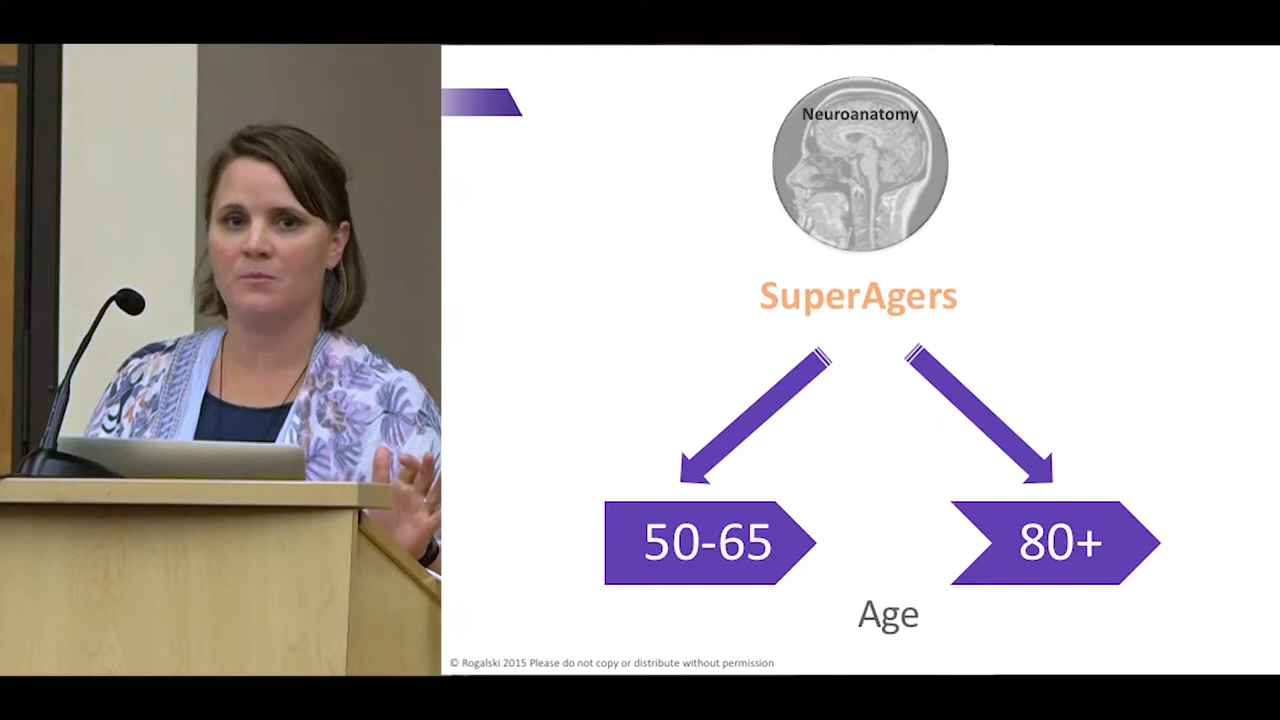 Neuroanatomy
SuperAgers
50-65
80+
Age
© Rogalski 2015 Please do not copy or distribute without permission